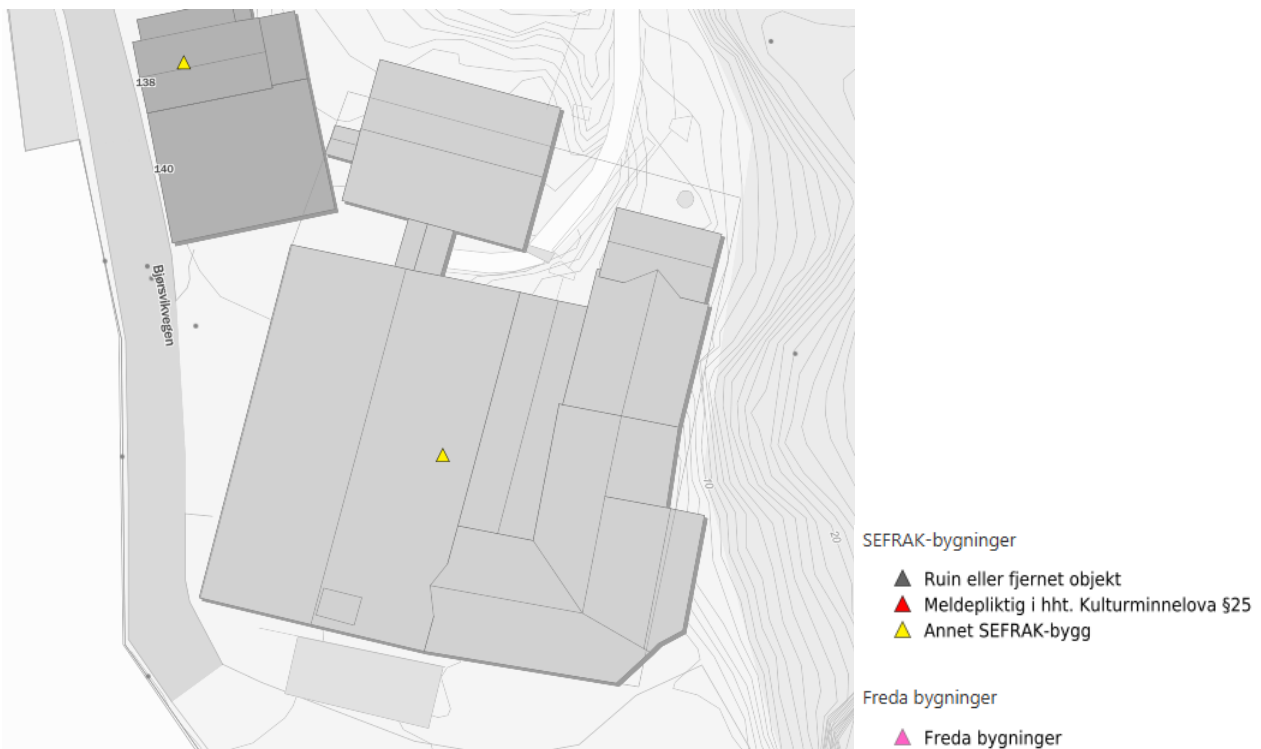 138
140
Bjørsvikvegen
10
20
SEFRAK-bygninger
Ruin eller fjernet objekt
Meldepliktig i hht. Kulturminnelova §25
Annet SEFRAK-bygg
Freda bygninger
Freda bygninger